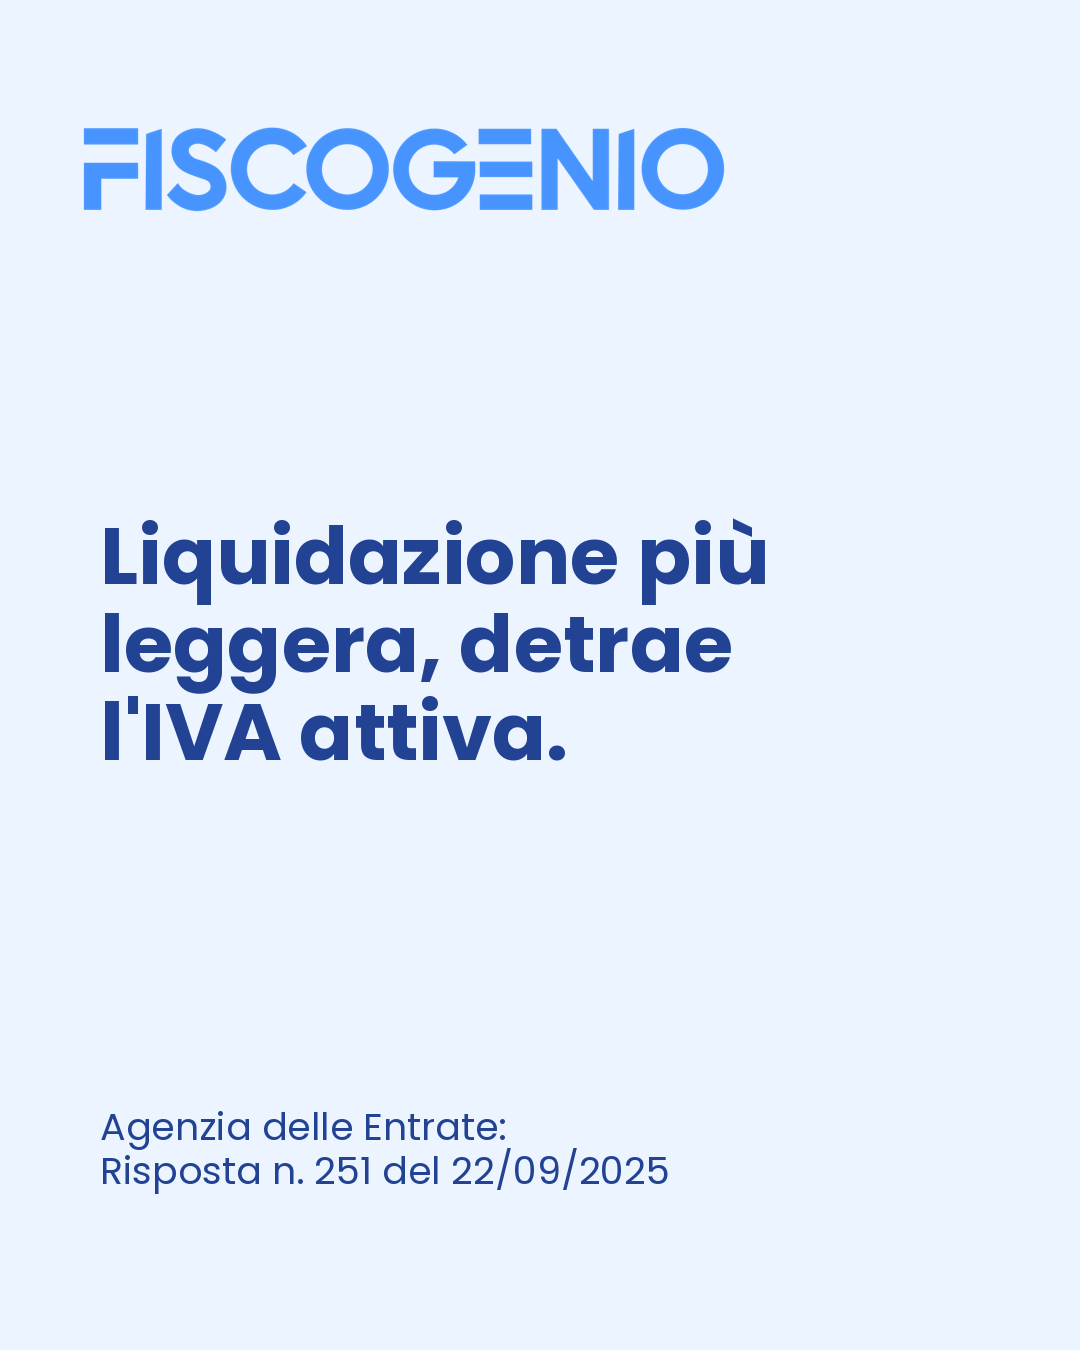 FISCOGENIO
Liquidazione più
leggera, detrae
l'IVA attiva.
Agenzia delle Entrate:
Risposta n. 251 del 22/09/2025